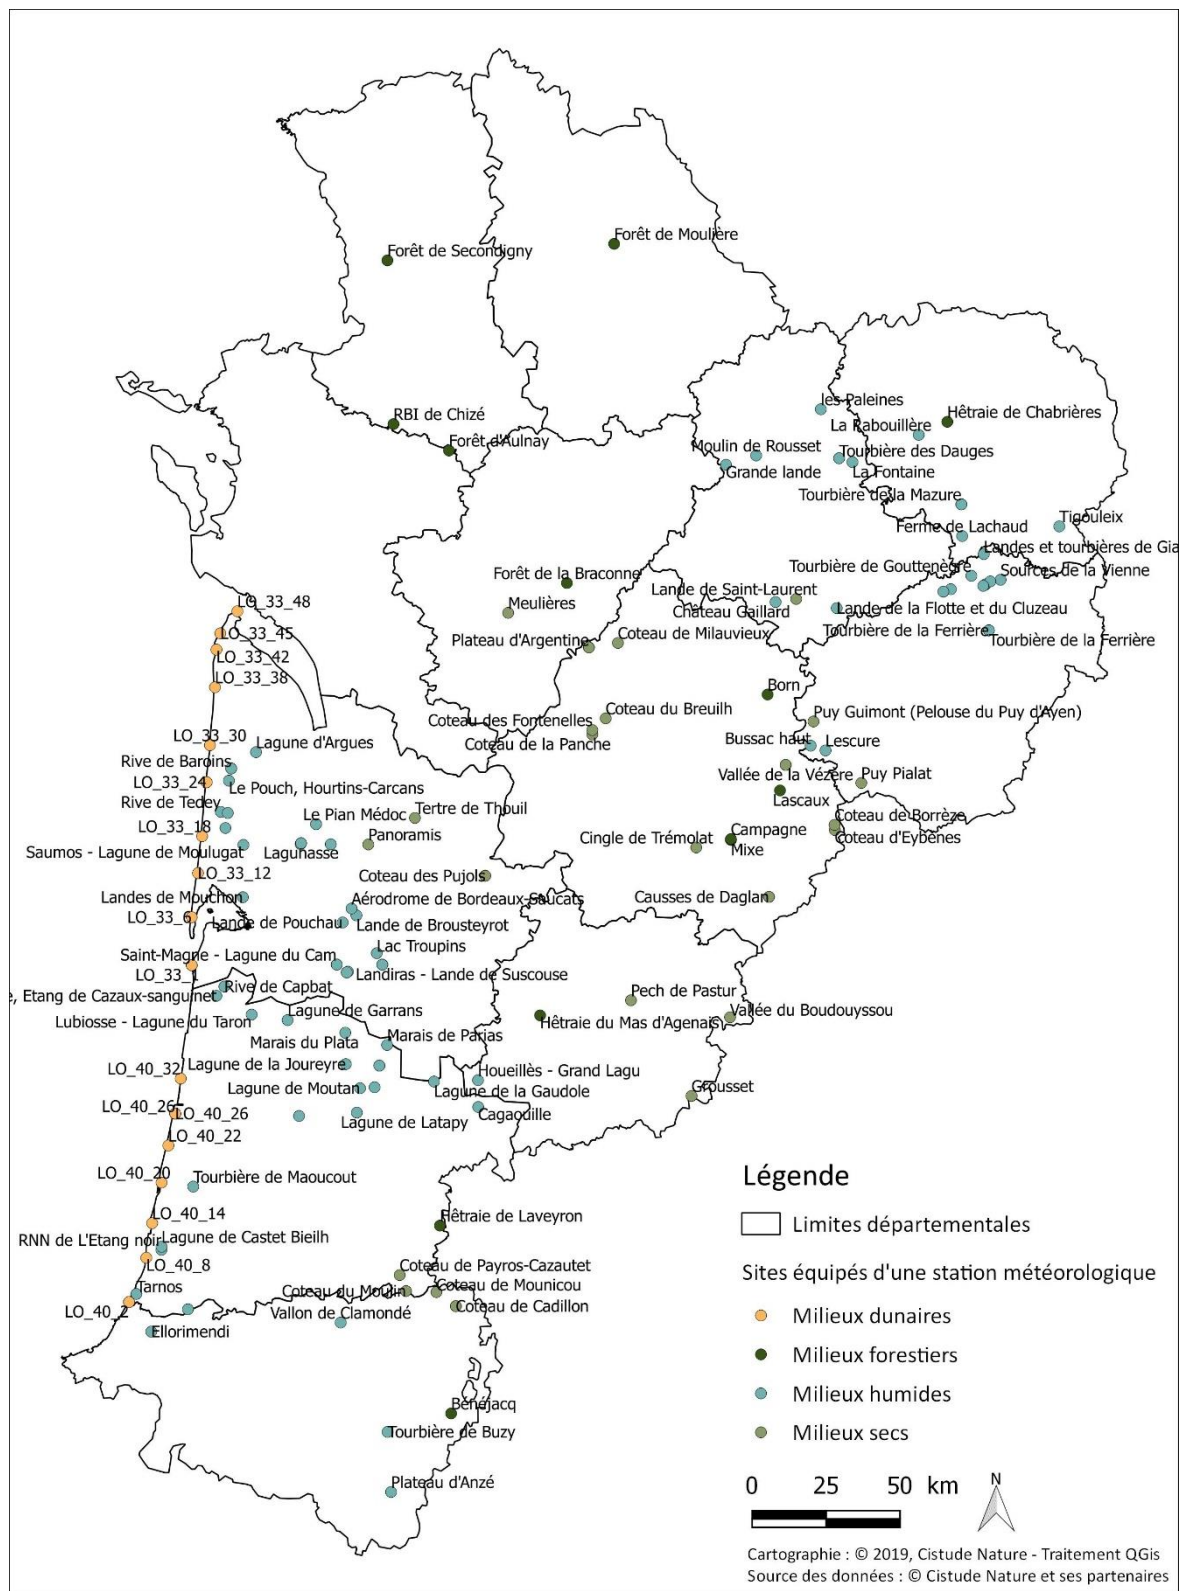 Forêt de Moulière
Forêt de Secondigny
RBI de Chizé
Forêt d'Aulnay
les Paleines
Hêtraie de Chabrières
La Rabouillère
Moulin de Rousset
Tourbière des Dauges
Grande lande
La Fontaine
Tourbière de la Mazure
Tigouleix
Ferme de Lachaud
Landes et tourbières de Gia
Tourbière de Gouttenègre
Sources de la Vienne
Forêt de la Braconne
Lande de Saint-Laurent
Meulières
Château Gaillard
Lande de la Flotte et du Cluzeau
LO_33_48
LO_33_45
Plateau d'Argentine
Coteau de Milauvieux
Tourbière de la Ferrière
Tourbière de la Ferrière
LO_33_42
LO_33_38
Born
Coteau du Breuilh
Puy Guimont (Pelouse du Puy d'Ayen)
Coteau des Fontenelles
LO_33_30
Lagune d'Argues
Coteau de la Panche
Bussac haut
Lescure
Rive de Baroins
Vallée de la Vézère
Puy Pialat
LO_33_24
Le Pouch, Hourtins-Carcans
Lascaux
Rive de Tedey
Le Pian Médoc
Tertre de Thouil
Coteau de Borrèze
LO_33_18
Panoramis
Campagne
Cingle de Trémolat
Coteau d'Eybènes
Saumos - Lagune de Moulugat
Lagunasse
Mixe
LO_33_12
Coteau des Pujols
Landes de Mouchon
Aérodrome de Bordeaux-Saucats
Causses de Daglan
LO_33_6
Lande de Pouchau
Lande de Brousteyrot
Lac Troupins
Saint-Magne - Lagune du Cam
LO_33_1
Landiras - Lande de Suscouse
Rive de Capbat
Pech de Pastur
e, Etang de Cazaux-sanguinet
Lagune de Garrans
Vallée du Boudouyssou
Lubiosse - Lagune du Taron
Hêtraie du Mas d'Agenais
Marais du Plata
Marais de Parias
LO_40_32
Lagune de la Joureyre
Houeillès - Grand Lagu
Lagune de Moutan
Lagune de la Gaudole
Grousset
LO_40_26
LO_40_26
Cagaouille
Lagune de Latapy
LO_40_22
LO_40_20
Tourbière de Maoucout
LO_40_14
Hêtraie de Laveyron
RNN de L'Etang noir
Lagune de Castet Bieilh
LO_40_8
Coteau de Payros-Cazautet
Tarnos
Coteau du Moulin
Coteau de Mounicou
LO_40_2
Vallon de Clamondé
Coteau de Cadillon
Ellorimendi
Bénéjacq
Tourbière de Buzy
Plateau d'Anzé
Légende
Limites départementales
Sites équipés d'une station météorologique
Milieux dunaires
Milieux forestiers
Milieux humides
Milieux secs
0 25 50 km
N
Cartographie : © 2019, Cistude Nature - Traitement QGis
Source des données : © Cistude Nature et ses partenaires